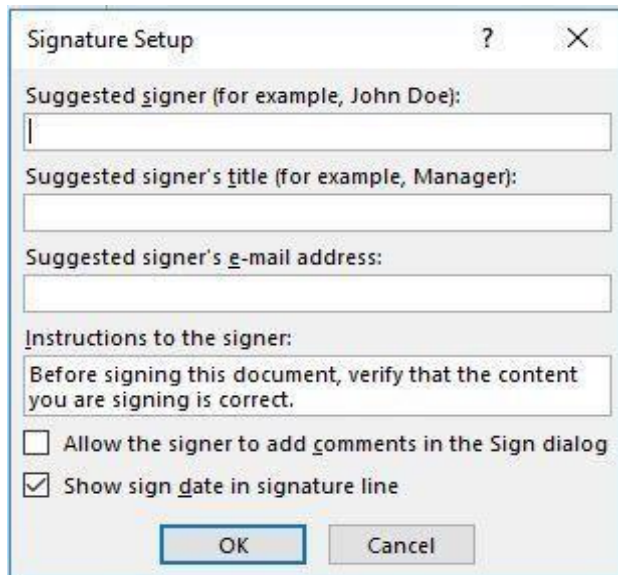 Signature Setup ?
Suggested signer (for example, John Doe):
Suggested signer's title (for example, Manager):
Suggested signer's e-mail address:
Instructions to the signer:
Before signing this document, verify that the content
you are signing is correct.
Allow the signer to add comments in the Sign dialog
Show sign date in signature line
OK Cancel